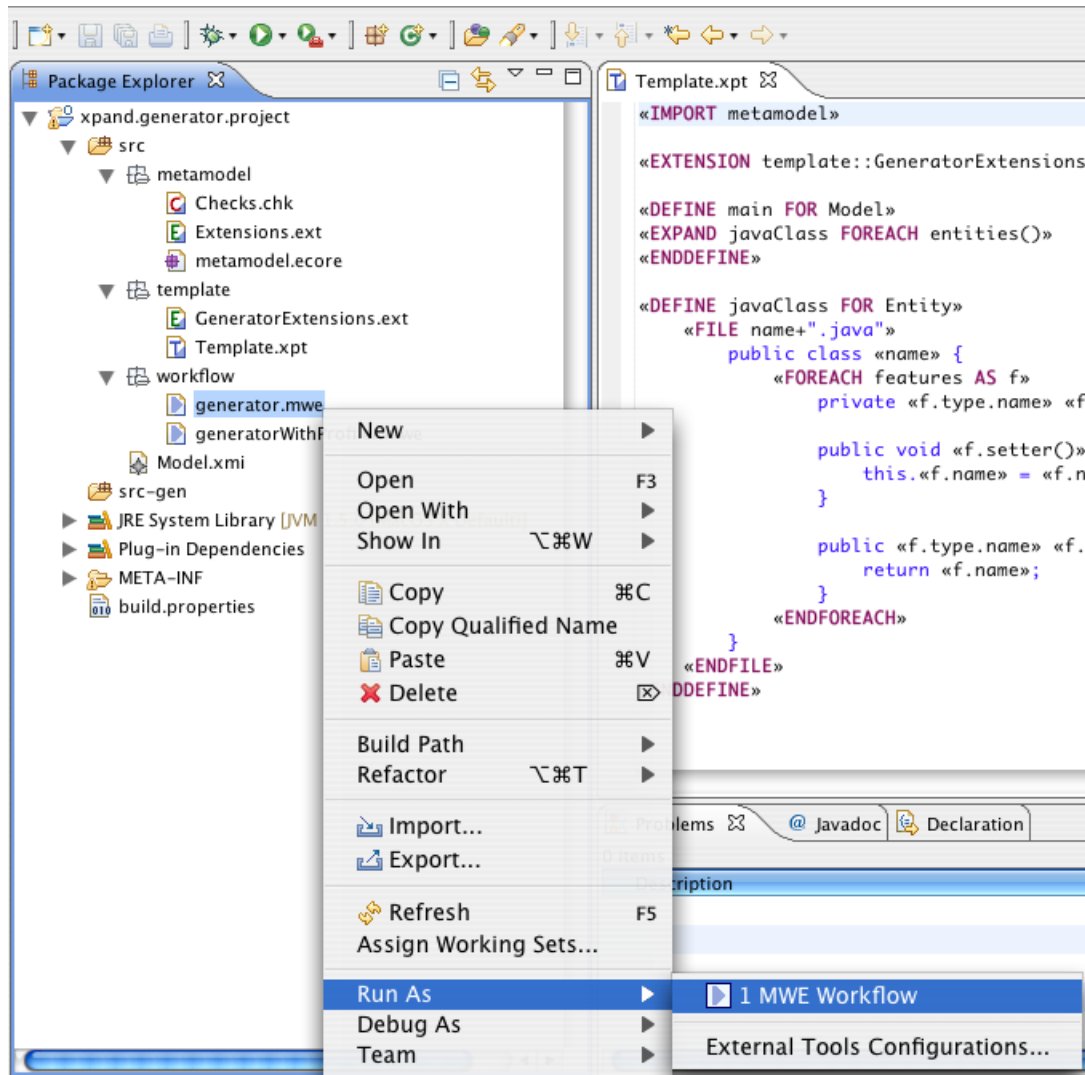 Package Explorer
xpand.generator.project
src
metamodel
Checks.chk
Extensions.ext
metamodel.ecore
template
GeneratorExtensions.ext
Template.xpt
workflow
generator.mwe
Model.xmi
src-gen
JRE System Library [JVM
Plug-in Dependencies
META-INF
build.properties
New
Open F3
Open With
Show In ⌥⌘W
Copy ⌘C
Copy Qualified Name
Paste ⌘V
Delete ⌦
Build Path
Refactor ⌥⌘T
Import...
Export...
Refresh F5
Assign Working Sets...
Run As
Debug As
Team
1 MWE Workflow
External Tools Configurations...
Template.xpt
«IMPORT metamodel»
«EXTENSION template::GeneratorExtensions
«DEFINE main FOR Model»
«EXPAND javaClass FOREACH entities()»
«ENDDEFINE»
«DEFINE javaClass FOR Entity»
«FILE name+".java"»
public class «name» {
«FOREACH features AS f»
private «f.type.name» «f
public void «f.setter()»
this.«f.name» = «f.n
}
public «f.type.name» «f.
return «f.name»;
}
«ENDFOREACH»
}
«ENDFILE»
DDEFINE»
Problems
@ Javadoc
Declaration
0 items
Description